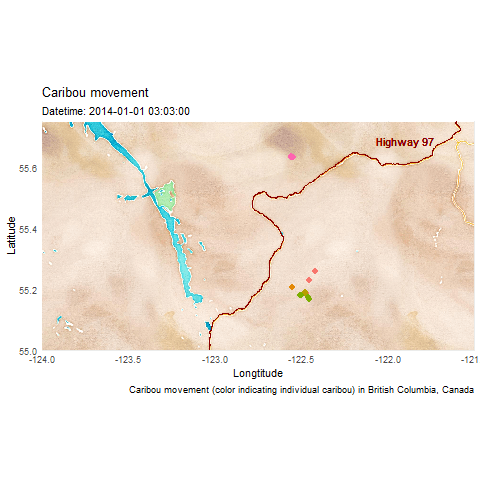 Caribou movement
Datetime: 2014-01-01 03:03:00
Highway 97
55.6
55.4
55.2
55.0
Latitude
-124.0 -123.5 -123.0 -122.5 -122.0 -121
Longtitude
Caribou movement (color indicating individual caribou) in British Columbia, Canada